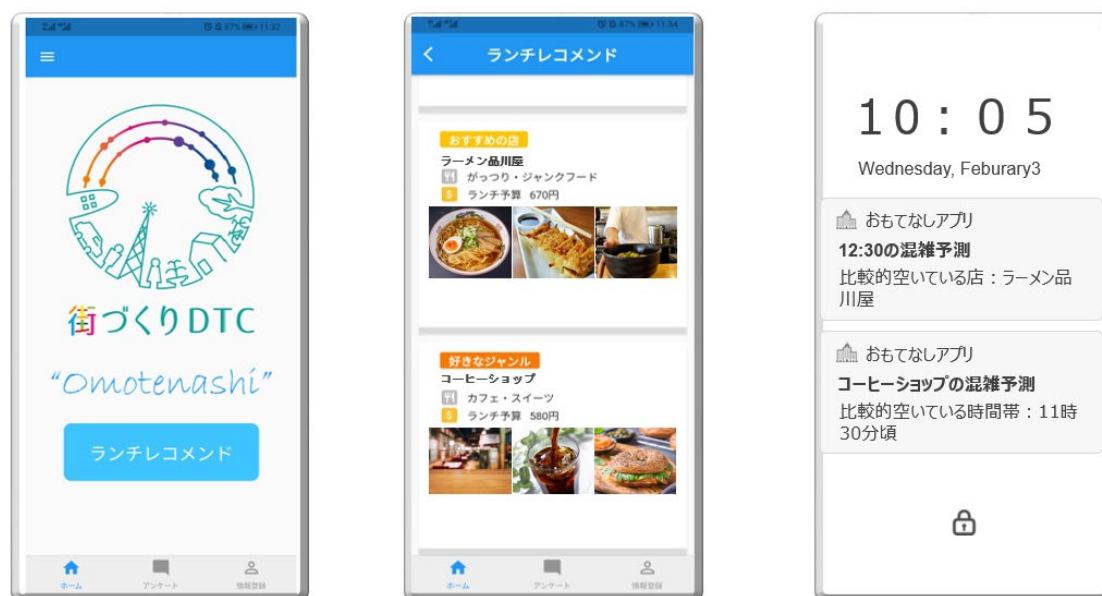 87% 11:32
街づくりDTC
“Omotenashi”
ランチレコメンド
ホーム
アンケート
情報登録
87% 11:34
ランチレコメンド
おすすめの店
ラーメン品川屋
がっつり・ジャンクフード
$ ランチ予算 670円
好きなジャンル
コーヒーショップ
カフェ・スイーツ
$ ランチ予算 580円
ホーム
アンケート
情報登録
10：05
Wednesday, Feburary3
おもてなしアプリ
12:30の混雑予測
比較的空いている店：ラーメン品
川屋
おもてなしアプリ
コーヒーショップの混雑予測
比較的空いている時間帯：11時
30分頃